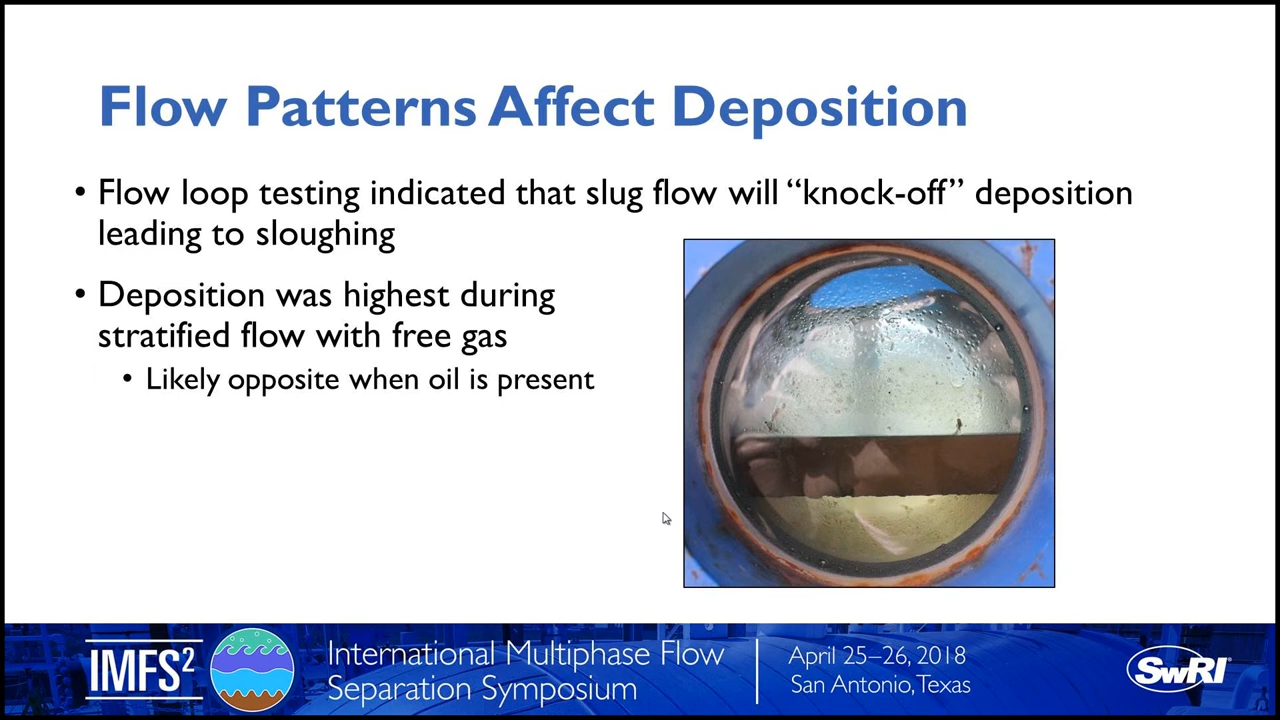 Flow Patterns Affect Deposition
• Flow loop testing indicated that slug flow will “knock-off” deposition
leading to sloughing
• Deposition was highest during
stratified flow with free gas
• Likely opposite when oil is present
IMFS²
International Multiphase Flow
Separation Symposium
April 25–26, 2018
San Antonio, Texas
SwRI®